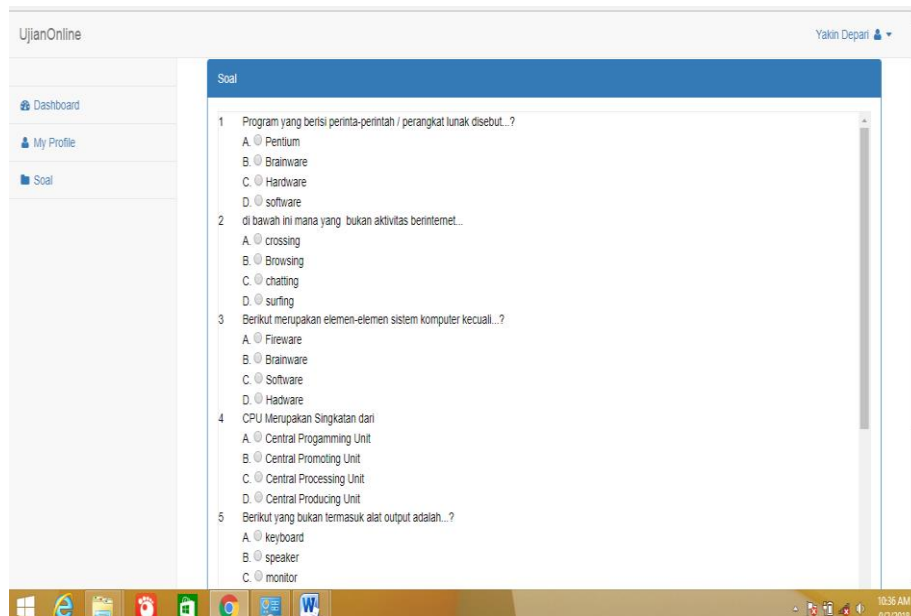 UjianOnline
Yakin Depari
Soal
Dashboard
My Profile
Soal
1 Program yang berisi perinta-perintah / perangkat lunak disebut...?
A. Pentium
B. Brainware
C. Hardware
D. software
2 di bawah ini mana yang bukan aktivitas berinternet...
A. crossing
B. Browsing
C. chatting
D. surfing
3 Berikut merupakan elemen-elemen sistem komputer kecuali...?
A. Fireware
B. Brainware
C. Software
D. Hadware
4 CPU Merupakan Singkatan dari
A. Central Progamming Unit
B. Central Promoting Unit
C. Central Processing Unit
D. Central Producing Unit
5 Berikut yang bukan termasuk alat output adalah...?
A. keyboard
B. speaker
C. monitor
10:36 AM